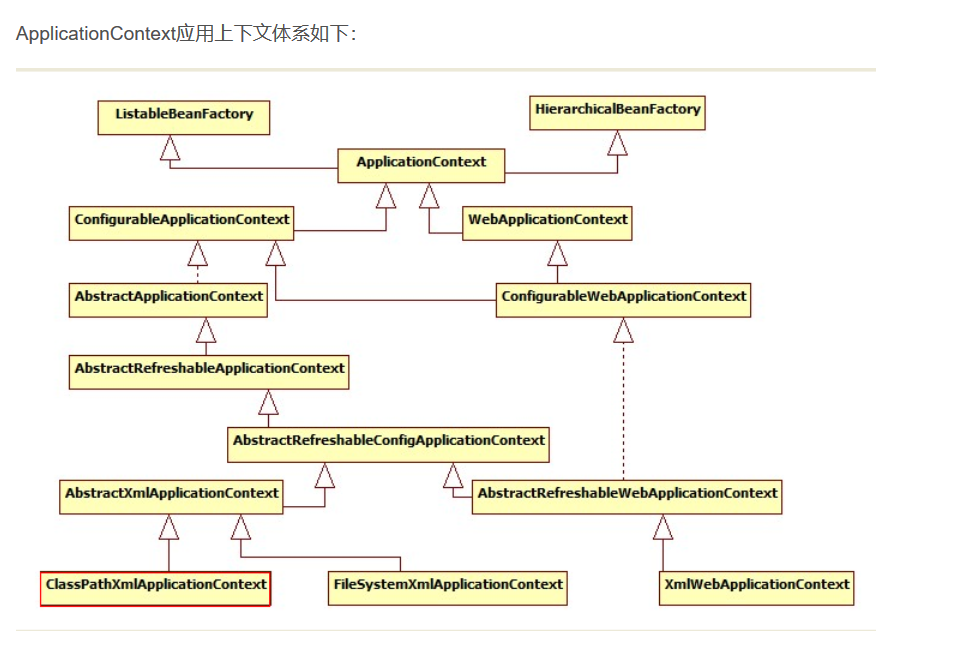 ApplicationContext应用上下文体系如下：
ListableBeanFactory
HierarchicalBeanFactory
ApplicationContext
ConfigurableApplicationContext
WebApplicationContext
AbstractApplicationContext
ConfigurableWebApplicationContext
AbstractRefreshableApplicationContext
AbstractRefreshableConfigApplicationContext
AbstractXmlApplicationContext
AbstractRefreshableWebApplicationContext
ClassPathXmlApplicationContext
FileSystemXmlApplicationContext
XmlWebApplicationContext